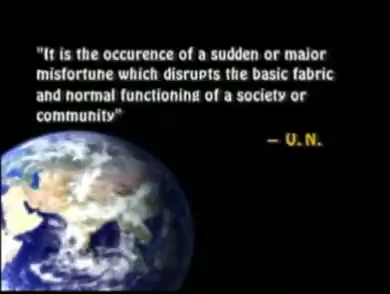 "It is the occurence of a sudden or major
misfortune which disrupts the basic fabric
and normal functioning of a society or
community"
– U.N.